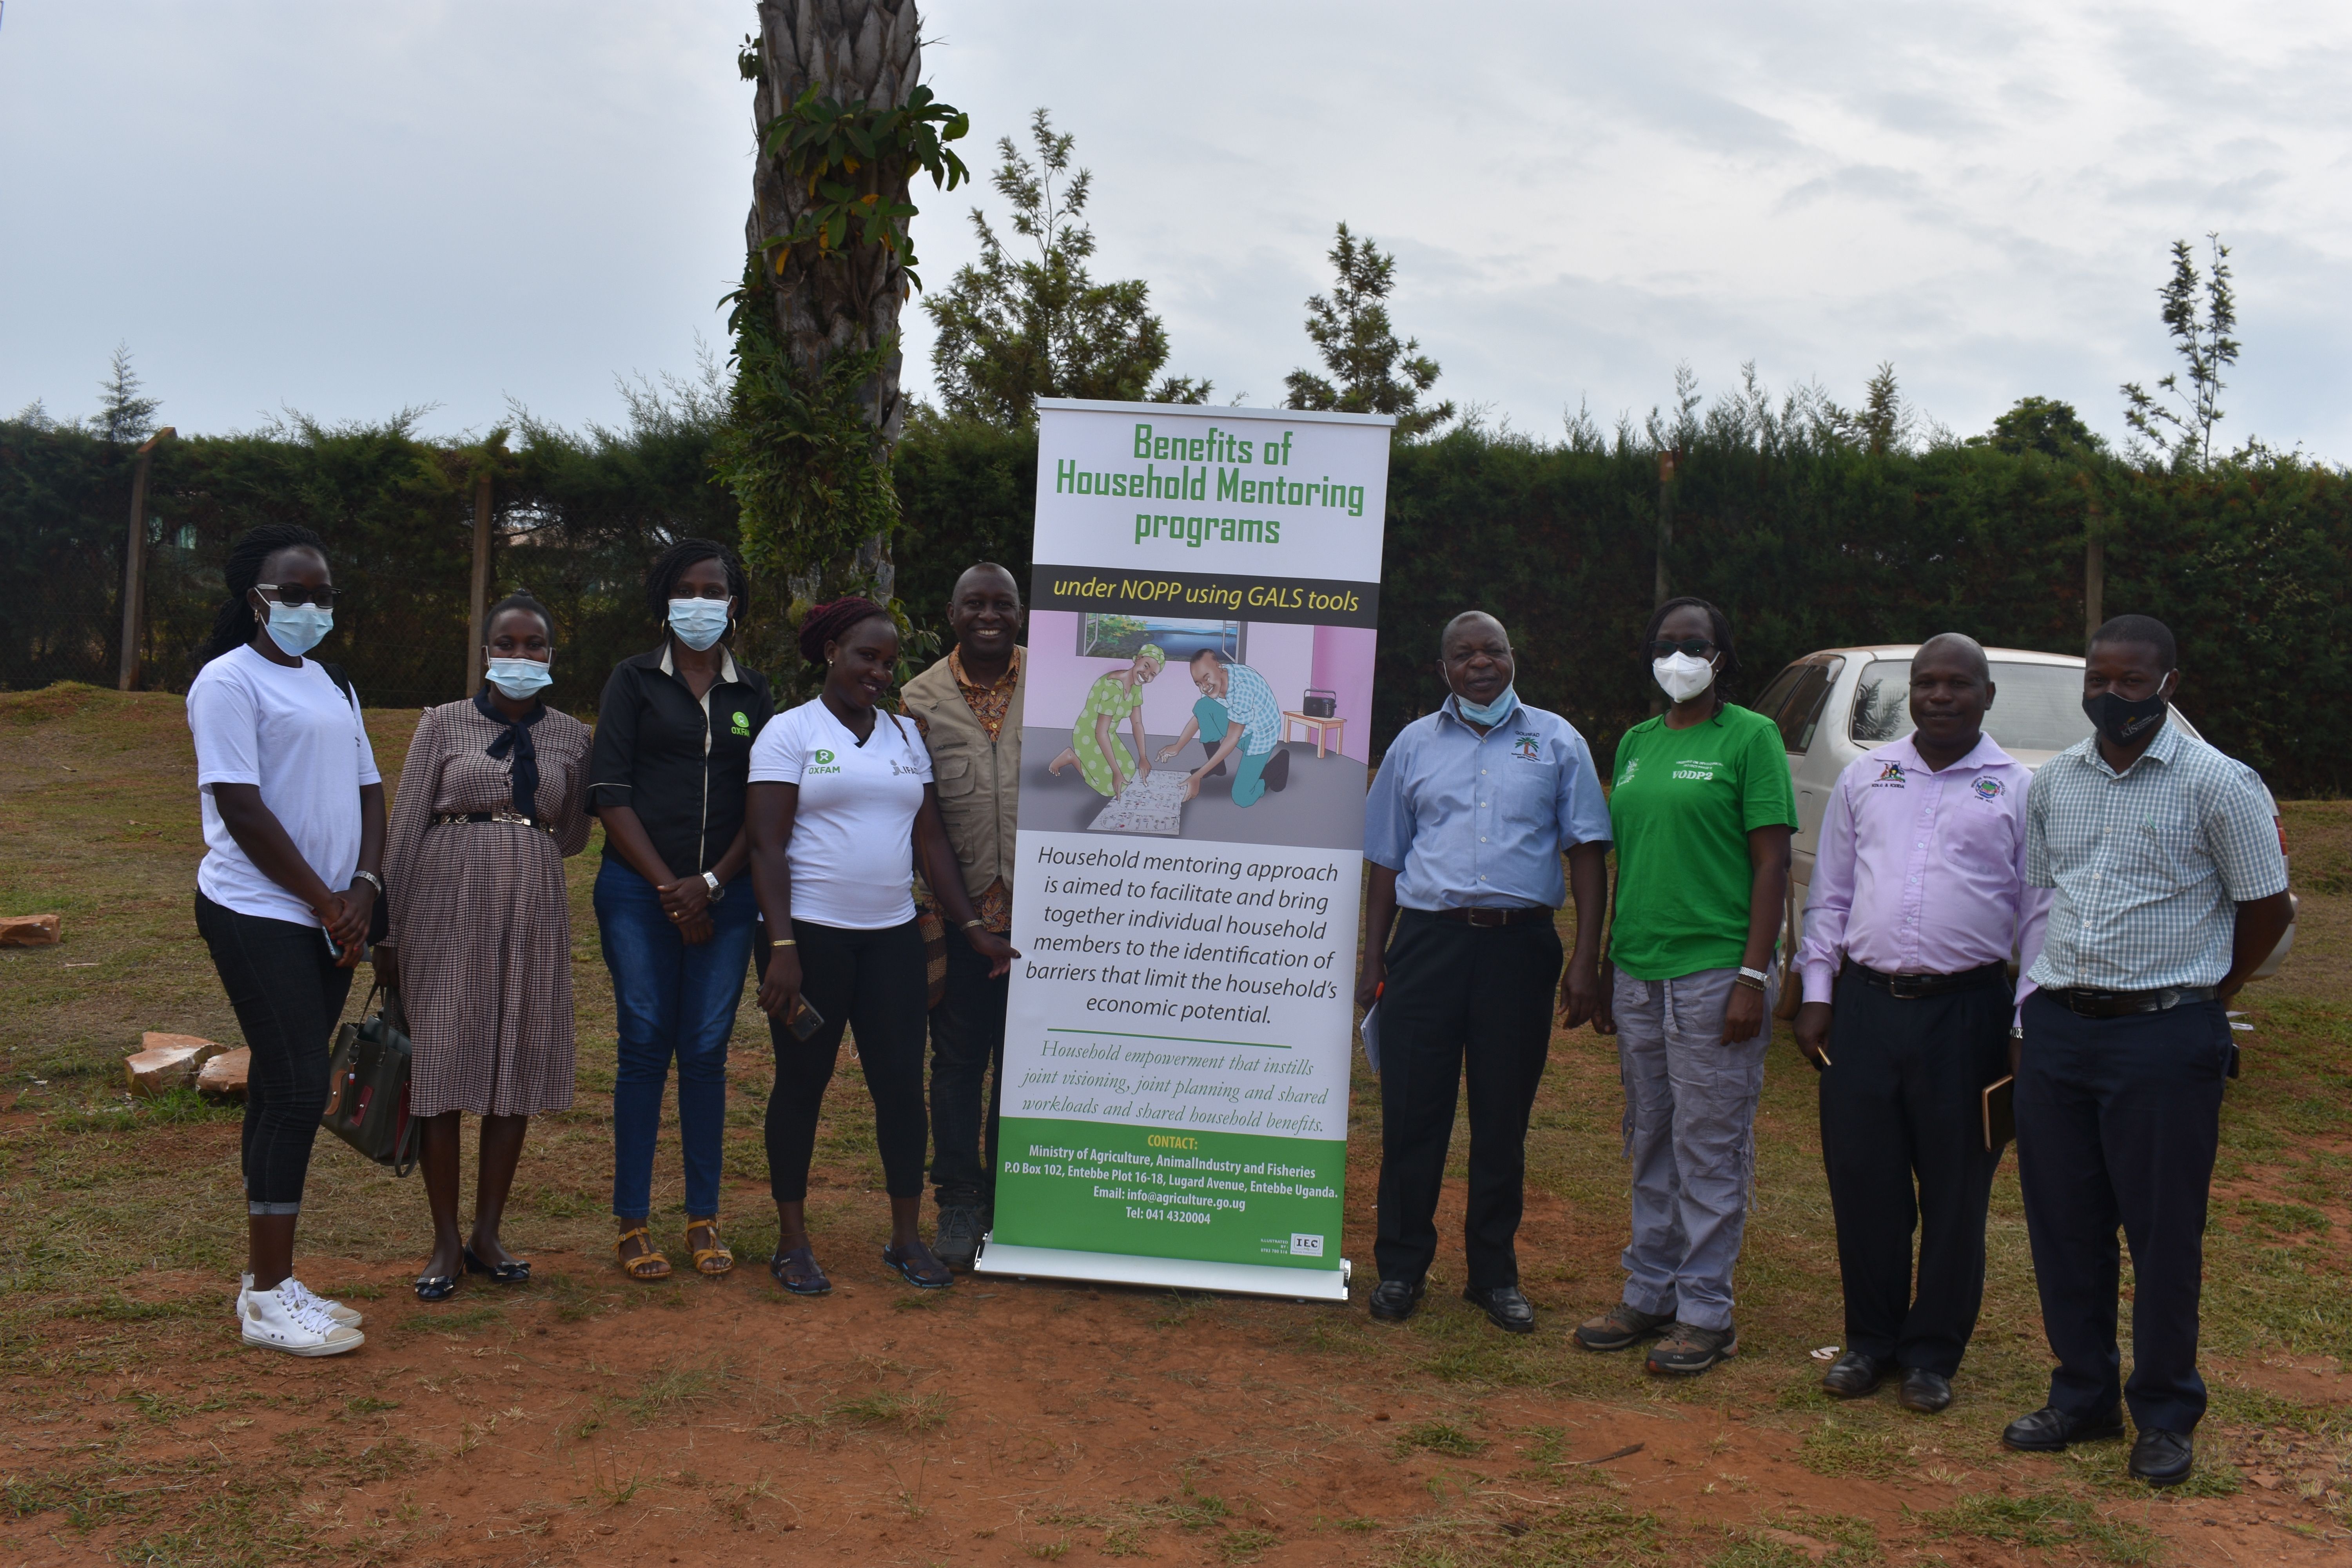 Benefits of
Household Mentoring
programs
under NOPP using GALS tools
Household mentoring approach
is aimed to facilitate and bring
together individual household
members to the identification of
barriers that limit the household's
economic potential.
Household empowerment that instills
joint visioning, joint planning and shared
workloads and shared household benefits.
CONTACT:
Ministry of Agriculture, AnimalIndustry and Fisheries
P.O Box 102, Entebbe Plot 16-18, Lugard Avenue, Entebbe Uganda.
Email: info@agriculture.go.ug
Tel: 041 4320004
ILLUSTRATED
BY
IEC
OXFAM
OXFAM
VODP2